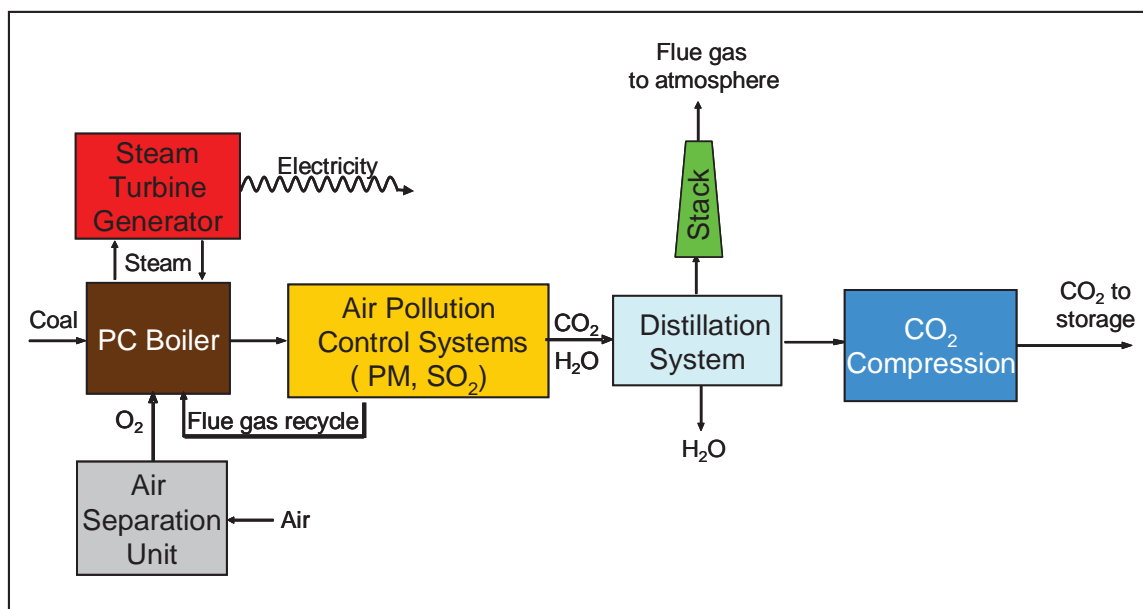 Flue gas
to atmosphere
Stack
Steam
Turbine
Generator
Electricity
Steam
Coal
PC Boiler
Air Pollution
Control Systems
( PM, SO₂)
CO₂
H₂O
Distillation
System
CO₂
Compression
CO₂ to
storage
O₂
Flue gas recycle
H₂O
Air
Separation
Unit
Air